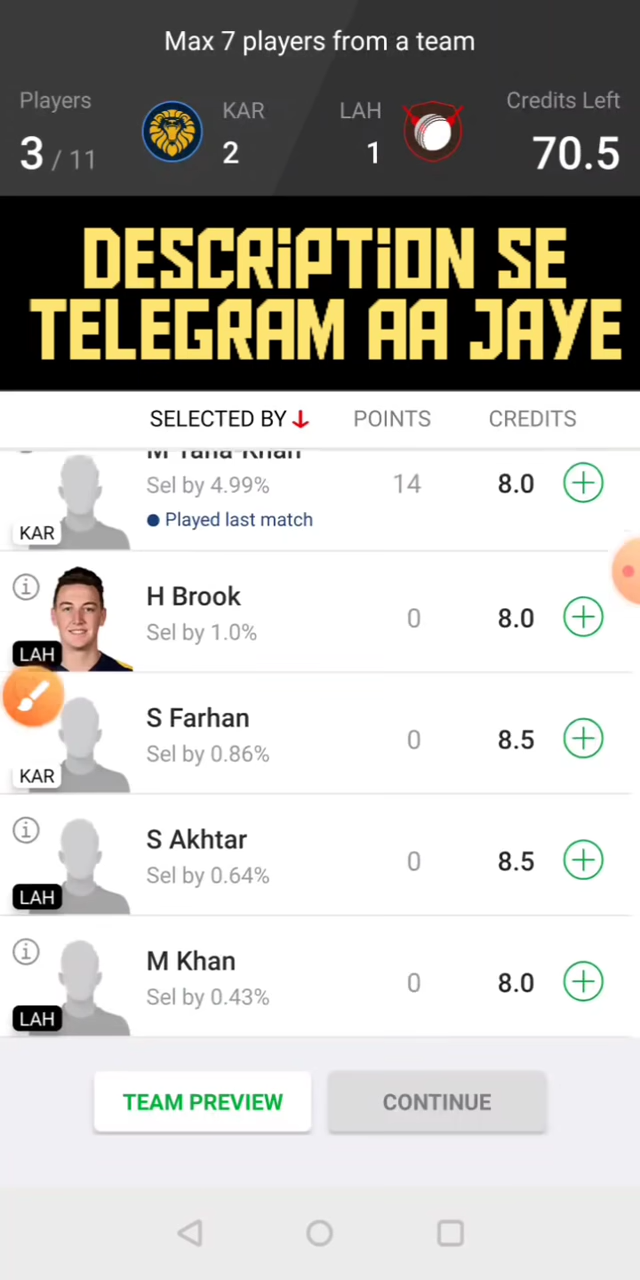 Max 7 players from a team
Players KAR LAH Credits Left
3 / 11 2 1 70.5
DESCRIPTION SE
TELEGRAM AA JAYE
SELECTED BY POINTS CREDITS
M Taha-Khan
Sel by 4.99% 14 8.0
Played last match
KAR
H Brook
Sel by 1.0% 0 8.0
LAH
S Farhan
Sel by 0.86% 0 8.5
KAR
S Akhtar
Sel by 0.64% 0 8.5
LAH
M Khan
Sel by 0.43% 0 8.0
LAH
TEAM PREVIEW CONTINUE